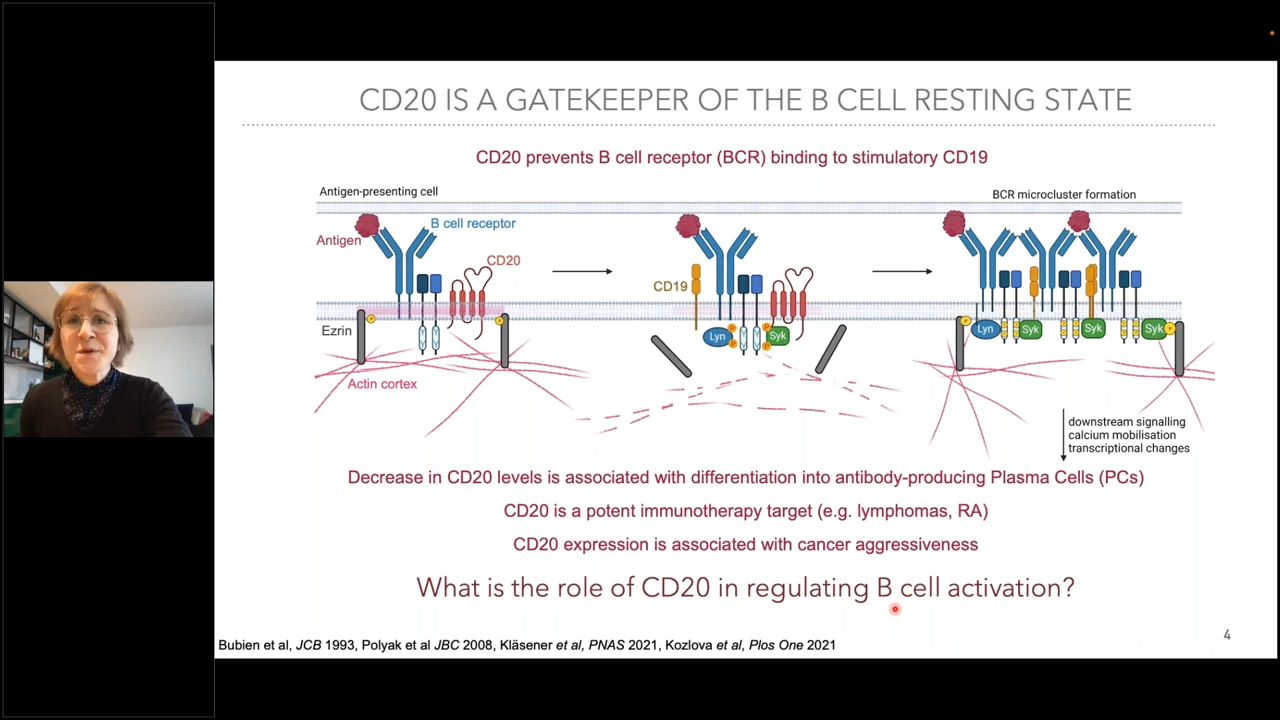 CD20 IS A GATEKEEPER OF THE B CELL RESTING STATE
CD20 prevents B cell receptor (BCR) binding to stimulatory CD19
Antigen-presenting cell
BCR microcluster formation
B cell receptor
Antigen
CD20
CD19
Ezrin
P
P
Lyn
P
P
P
P
Syk
P
Lyn
Syk
Syk
Syk
P
Actin cortex
downstream signalling
calcium mobilisation
transcriptional changes
Decrease in CD20 levels is associated with differentiation into antibody-producing Plasma Cells (PCs)
CD20 is a potent immunotherapy target (e.g. lymphomas, RA)
CD20 expression is associated with cancer aggressiveness
What is the role of CD20 in regulating B cell activation?
4
Bubien et al, JCB 1993, Polyak et al JBC 2008, Kläsener et al, PNAS 2021, Kozlova et al, Plos One 2021